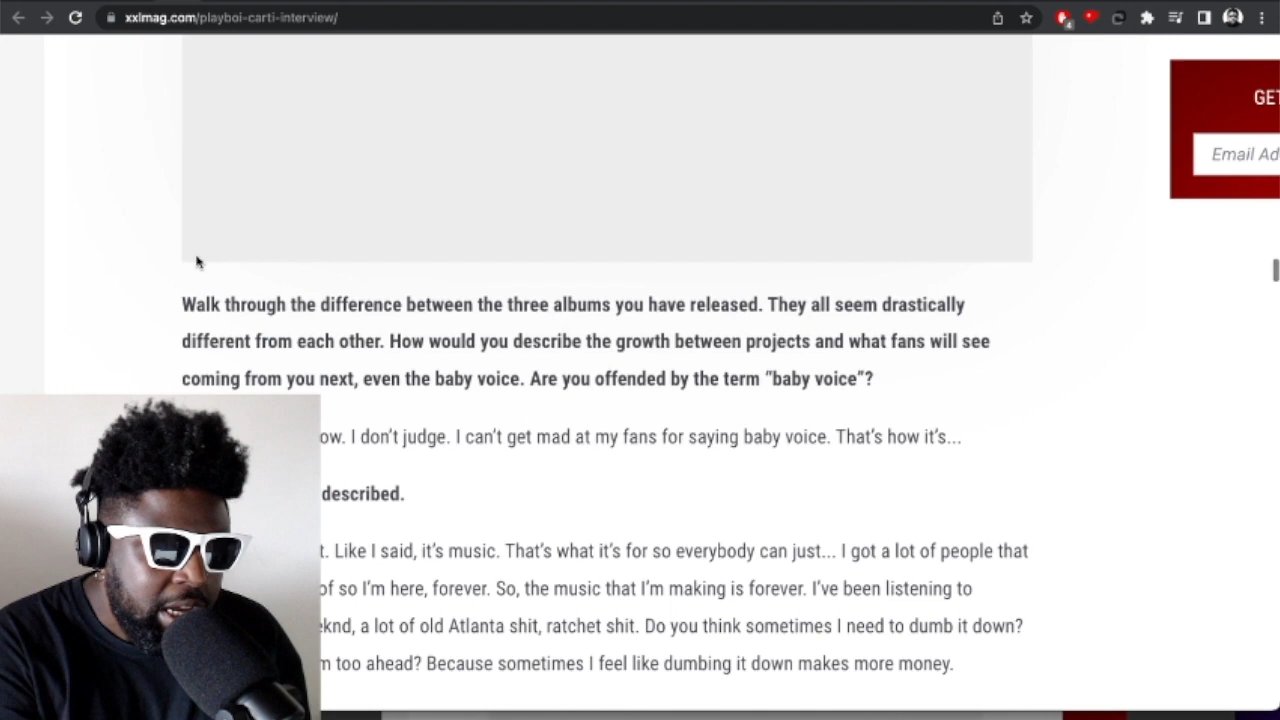 xxlmag.com/playboi-carti-interview/
4
GET
Email Ad
Walk through the difference between the three albums you have released. They all seem drastically
different from each other. How would you describe the growth between projects and what fans will see
coming from you next, even the baby voice. Are you offended by the term “baby voice”?
I don’t judge. I can’t get mad at my fans for saying baby voice. That’s how it’s...
described.
Like I said, it’s music. That’s what it’s for so everybody can just... I got a lot of people that
of so I’m here, forever. So, the music that I’m making is forever. I’ve been listening to
eknd, a lot of old Atlanta shit, ratchet shit. Do you think sometimes I need to dumb it down?
too ahead? Because sometimes I feel like dumbing it down makes more money.